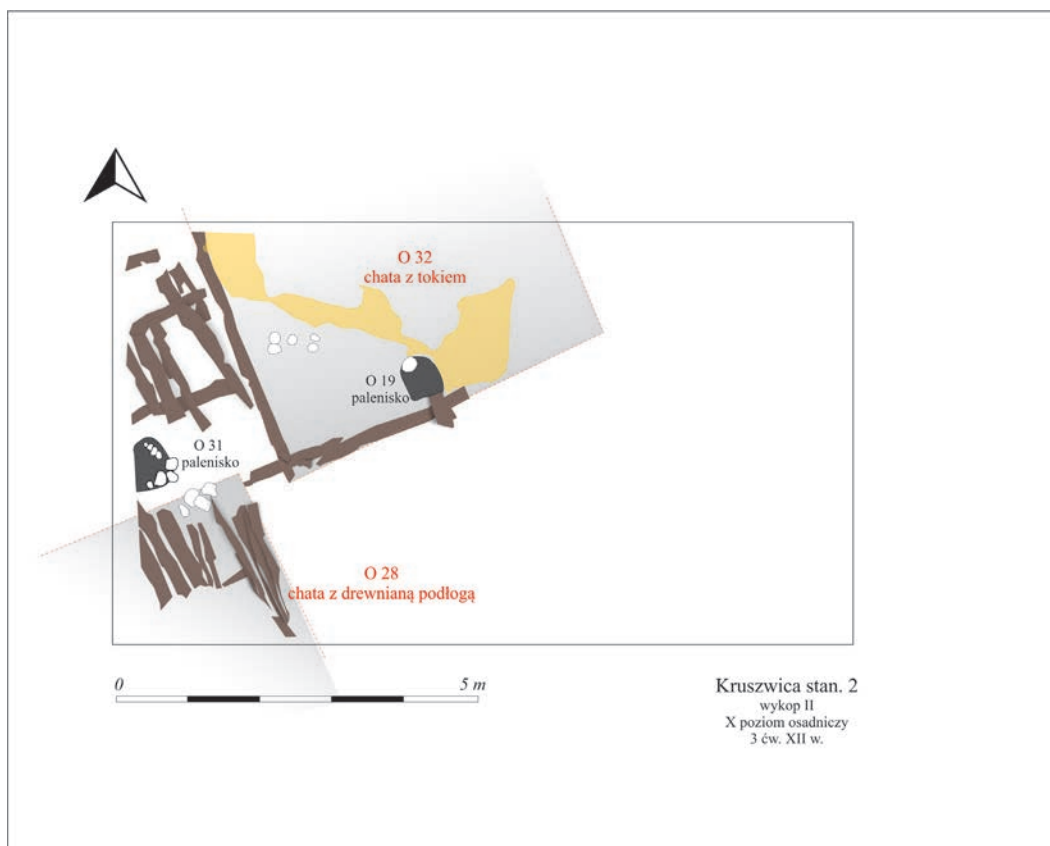 O 32
chata z tokiem
O 19
palenisko
O 31
palenisko
O 28
chata z drewnianą podłogą
0
5 m
Kruszwica stan. 2
wykop II
X poziom osadniczy
3 ćw. XII w.